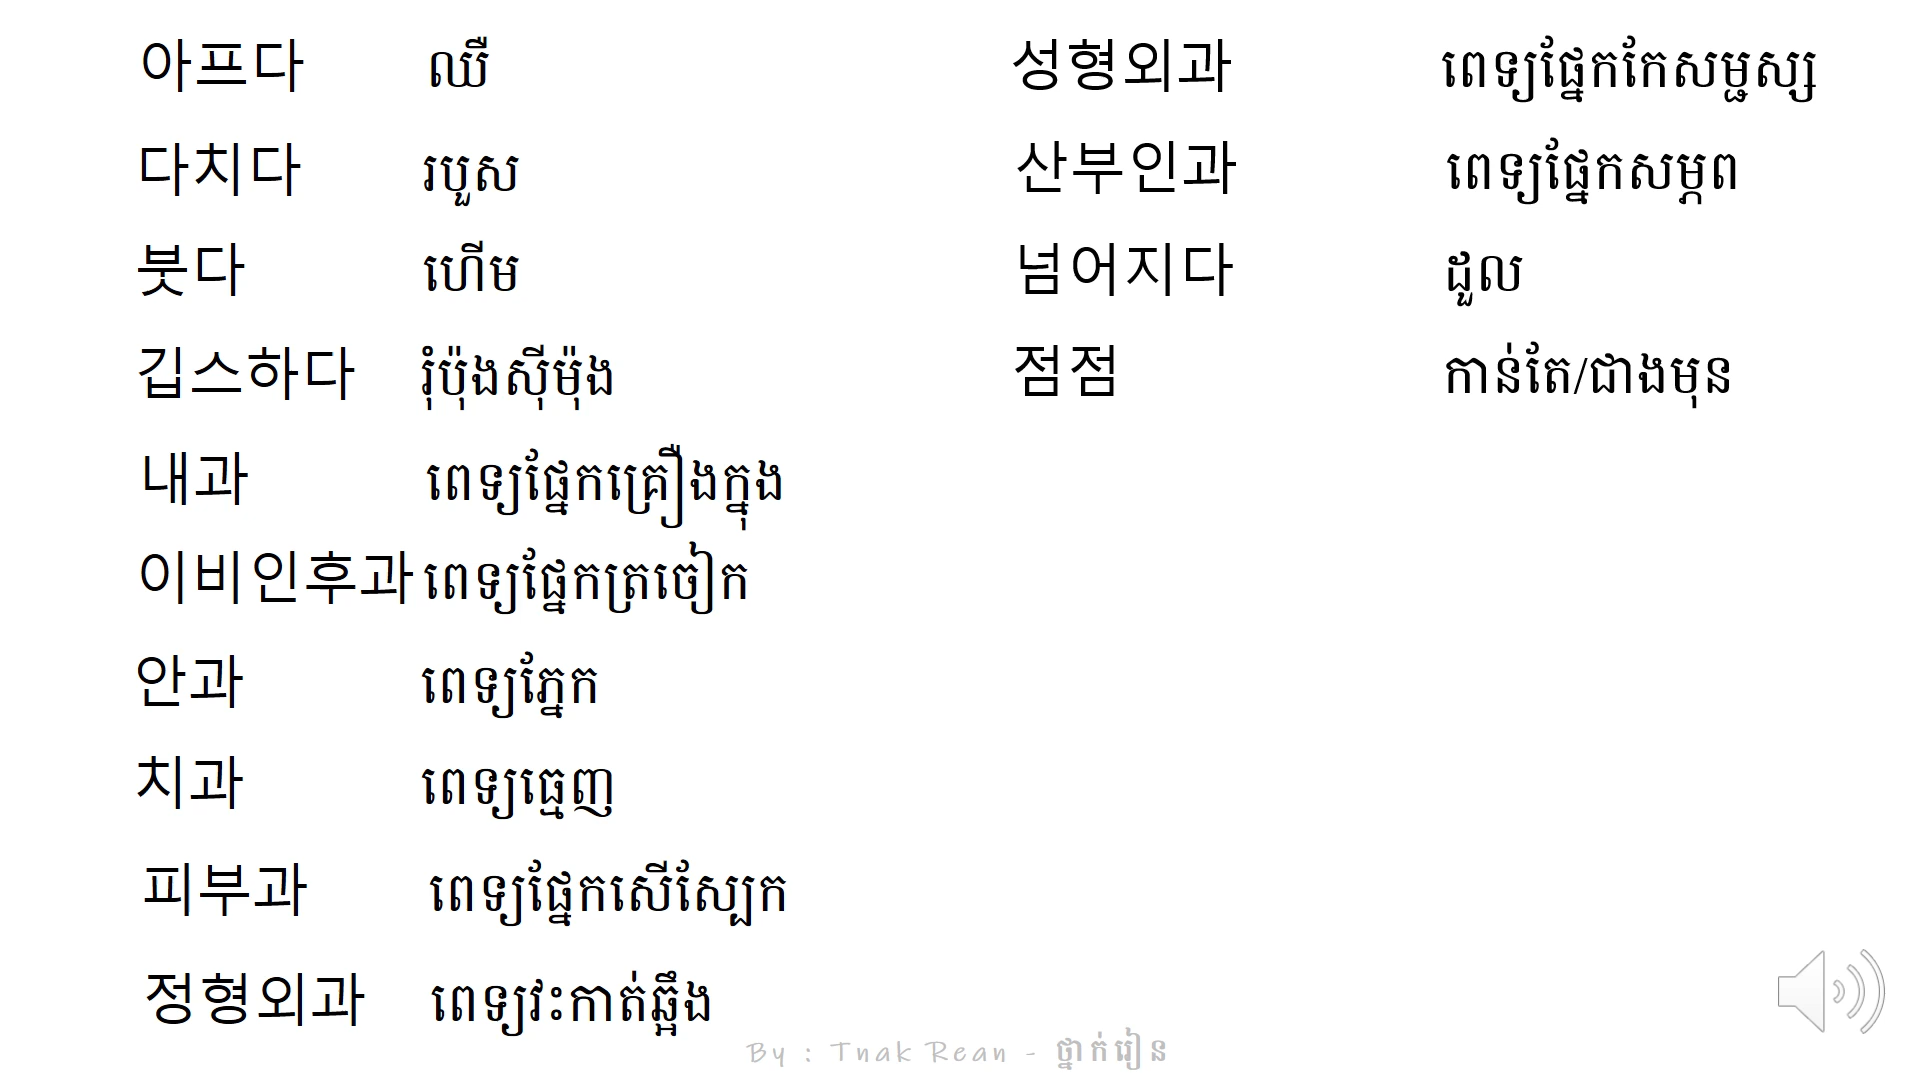 아프다 ឈឺ
다치다 របួស
붓다 ហើម
깁스하다 រុំប៉ុងស៊ីម៉ុង
내과 ពេទ្យផ្នែកគ្រឿងក្នុង
이비인후과 ពេទ្យផ្នែកត្រចៀក
안과 ពេទ្យភ្នែក
치과 ពេទ្យធ្មេញ
피부과 ពេទ្យផ្នែកសើស្បែក
정형외과 ពេទ្យវះកាត់ឆ្អឹង
성형외과 ពេទ្យផ្នែកកែសម្ផស្ស
산부인과 ពេទ្យផ្នែកសម្ភព
넘어지다 ដួល
점점 កាន់តែ/ជាងមុន
By : Tnak Rean - ថ្នាក់រៀន